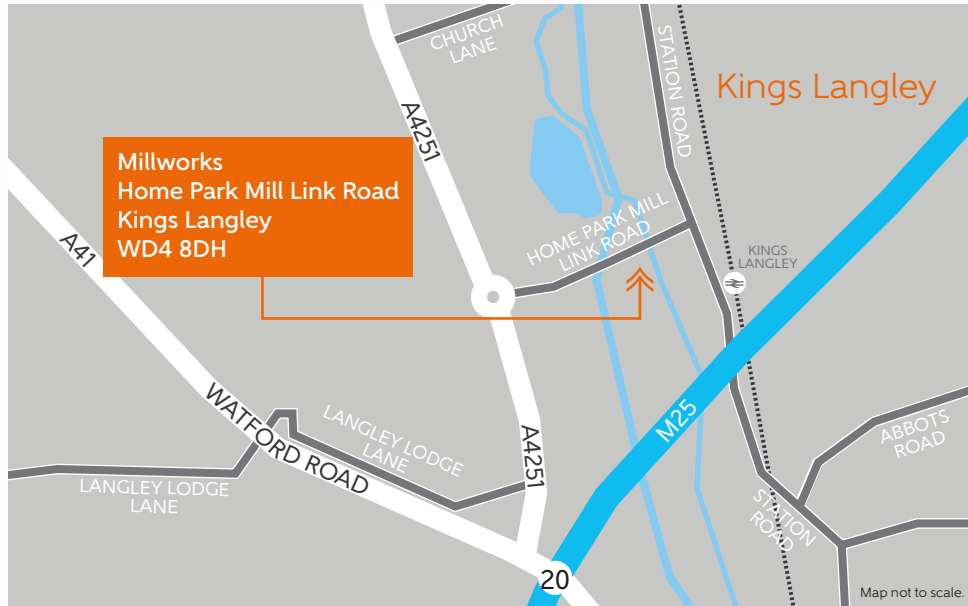 CHURCH
LANE
STATION ROAD
Kings Langley
A4251
Millworks
Home Park Mill Link Road
Kings Langley
WD4 8DH
A41
HOME PARK MILL
LINK ROAD
KINGS
LANGLEY
WATFORD ROAD
LANGLEY LODGE
LANE
A4251
M25
ABBOTS
ROAD
LANGLEY LODGE
LANE
STATION
ROAD
20
Map not to scale.